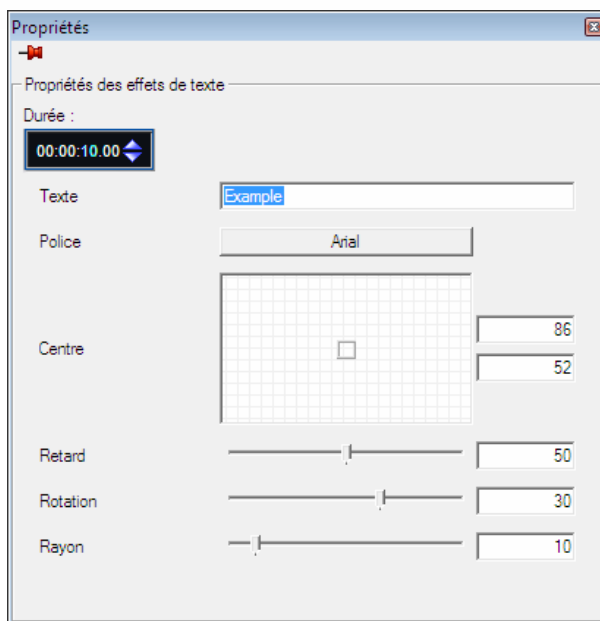 Propriétés
Propriétés des effets de texte
Durée :
00:00:10.00
Texte Example
Police Arial
Centre 86
52
Retard 50
Rotation 30
Rayon 10